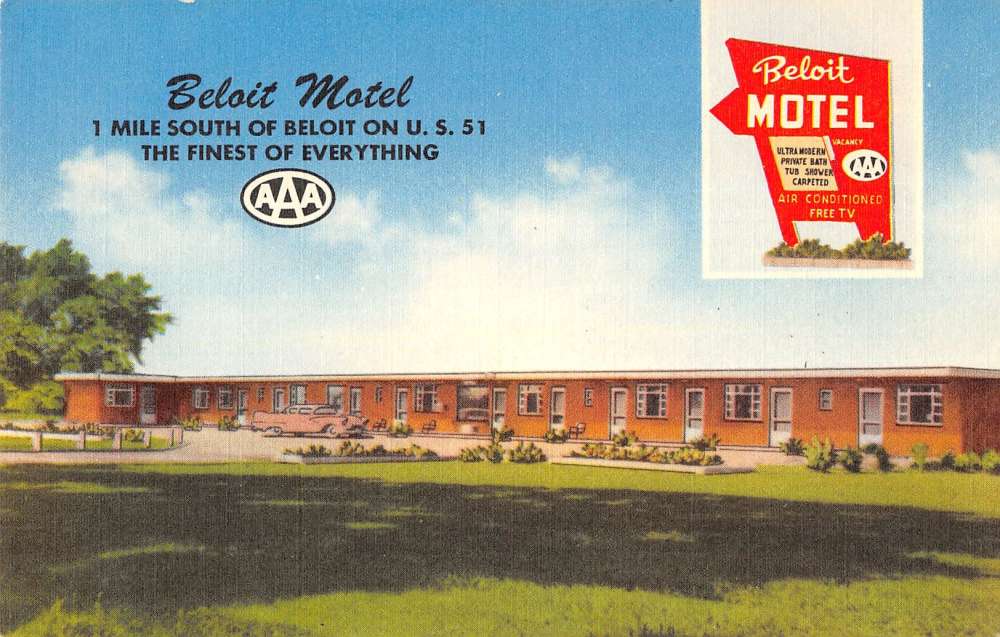 Beloit Motel
1 MILE SOUTH OF BELOIT ON U. S. 51
THE FINEST OF EVERYTHING
AAA
Beloit
MOTEL
VACANCY
ULTRA MODERN
PRIVATE BATH
TUB SHOWER
CARPETED
AAA
AIR CONDITIONED
FREE TV